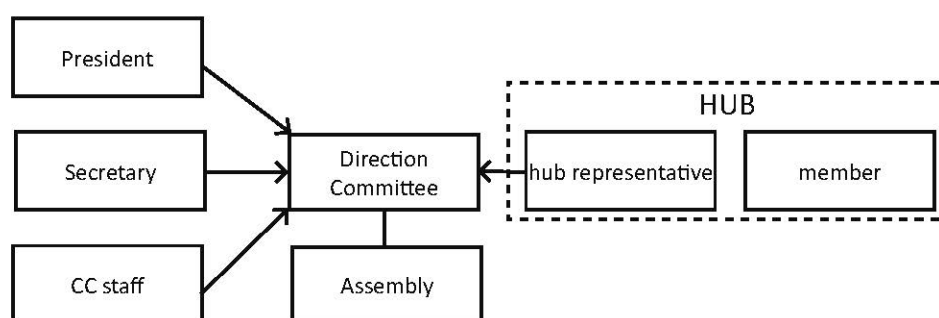 President
HUB
Secretary
Direction
Committee
hub representative
member
CC staff
Assembly